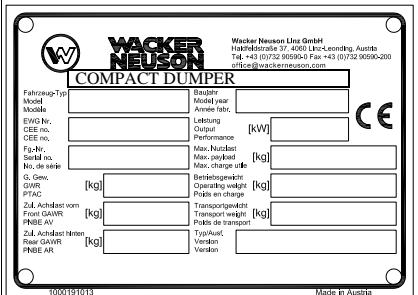 WACKER
NEUSON
Wacker Neuson Linz GmbH
Haidfeldstraße 37, 4060 Linz-Leonding, Austria
Tel. +43 (0)732 90590-0 Fax +43 (0)732 90590-200
office@wackerneuson.com
COMPACT DUMPER
Fahrzeug-Typ
Model
Modèle
Baujahr
Model year
Année fabr.
EWG Nr.
CEE no.
CEE no.
Leistung
Output [kW]
Performance
CE
Fg.-Nr.
Serial no.
No. de série
Max. Nutzlast
Max. payload [kg]
Max. charge utile
G. Gew.
GWR [kg]
PTAC
Betriebsgewicht
Operating weight [kg]
Poids en charge
Zul. Achslast vorn
Front GAWR [kg]
PNBE AV
Transportgewicht
Transport weight [kg]
Poids de transport
Zul. Achslast hinten
Rear GAWR [kg]
PNBE AR
Typ/Ausf.
Version
Version
1000191013
Made in Austria